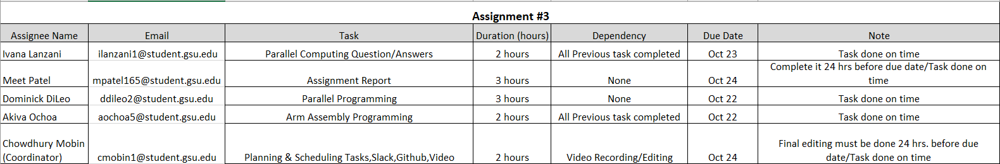 Assignment #3
Assignee Name Email Task Duration (hours) Dependency Due Date Note
Ivana Lanzani ilanzani1@student.gsu.edu Parallel Computing Question/Answers 2 hours All Previous task completed Oct 23 Task done on time
Meet Patel mpatel165@student.gsu.edu Assignment Report 3 hours None Oct 24 Complete it 24 hrs before due date/Task done on
time
Dominick DiLeo ddileo2@student.gsu.edu Parallel Programming 3 hours None Oct 22 Task done on time
Akiva Ochoa aochoa5@student.gsu.edu Arm Assembly Programming 2 hours All Previous task completed Oct 22 Task done on time
Chowdhury Mobin
(Coordinator) cmobin1@student.gsu.edu Planning & Scheduling Tasks,Slack,Github,Video 2 hours Video Recording/Editing Oct 24 Final editing must be done 24 hrs. before due
date/Task done on time